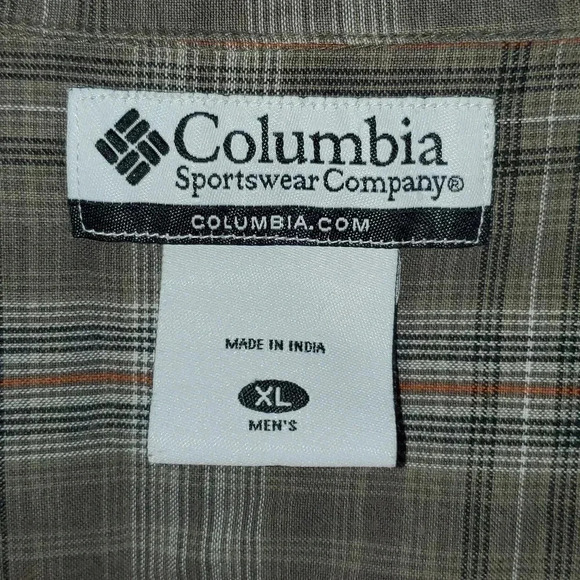 Columbia
Sportswear Company®
COLUMBIA.COM
MADE IN INDIA
XL
MEN'S